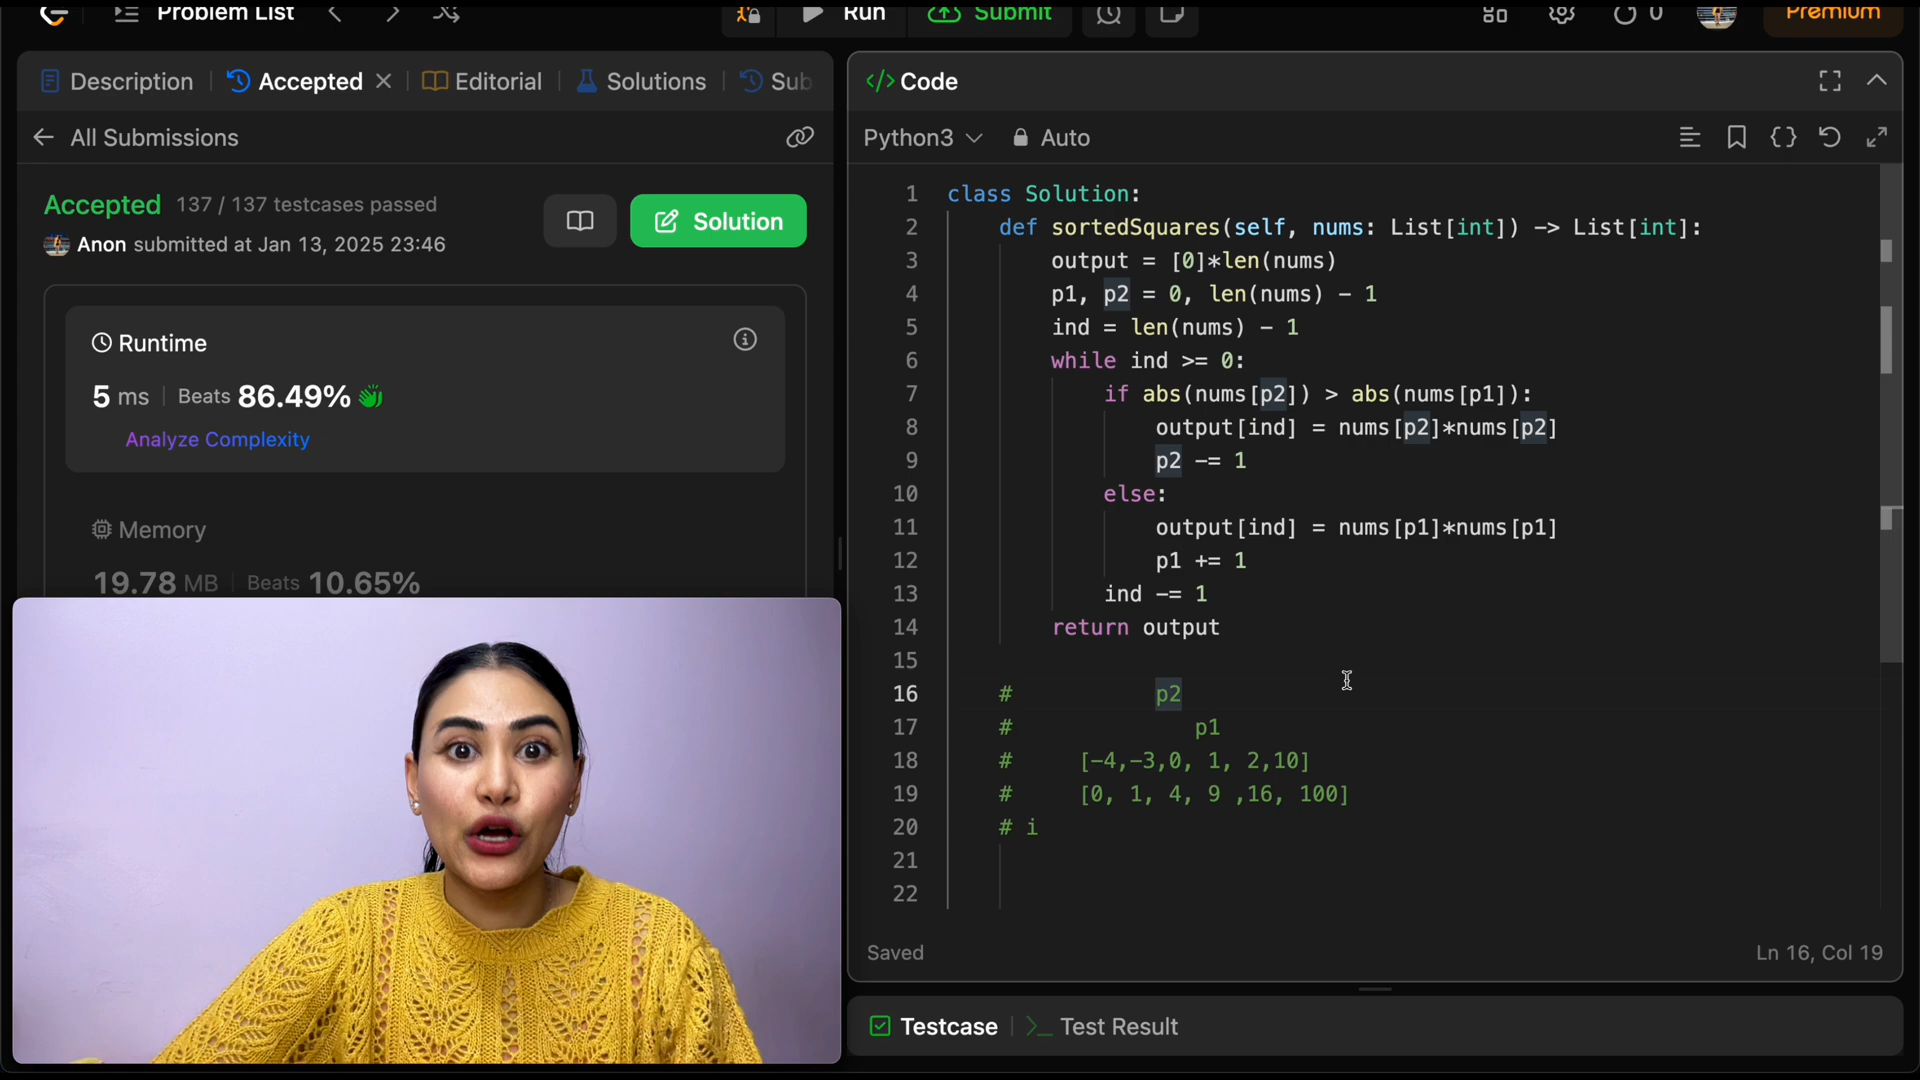 Problem List
Run
Submit
0
Premium
Description
Accepted
Editorial
Solutions
Sub
All Submissions
Accepted 137 / 137 testcases passed
Anon submitted at Jan 13, 2025 23:46
Solution
Runtime
5 ms | Beats 86.49%
Analyze Complexity
Memory
19.78 MB | Beats 10.65%
</> Code
Python3
Auto
1 class Solution:
2 def sortedSquares(self, nums: List[int]) -> List[int]:
3 output = [0]*len(nums)
4 p1, p2 = 0, len(nums) - 1
5 ind = len(nums) - 1
6 while ind >= 0:
7 if abs(nums[p2]) > abs(nums[p1]):
8 output[ind] = nums[p2]*nums[p2]
9 p2 -= 1
10 else:
11 output[ind] = nums[p1]*nums[p1]
12 p1 += 1
13 ind -= 1
14 return output
15
16 # p2
17 # p1
18 # [-4,-3,0, 1, 2,10]
19 # [0, 1, 4, 9 ,16, 100]
20 # i
21
22
Saved
Ln 16, Col 19
Testcase
Test Result